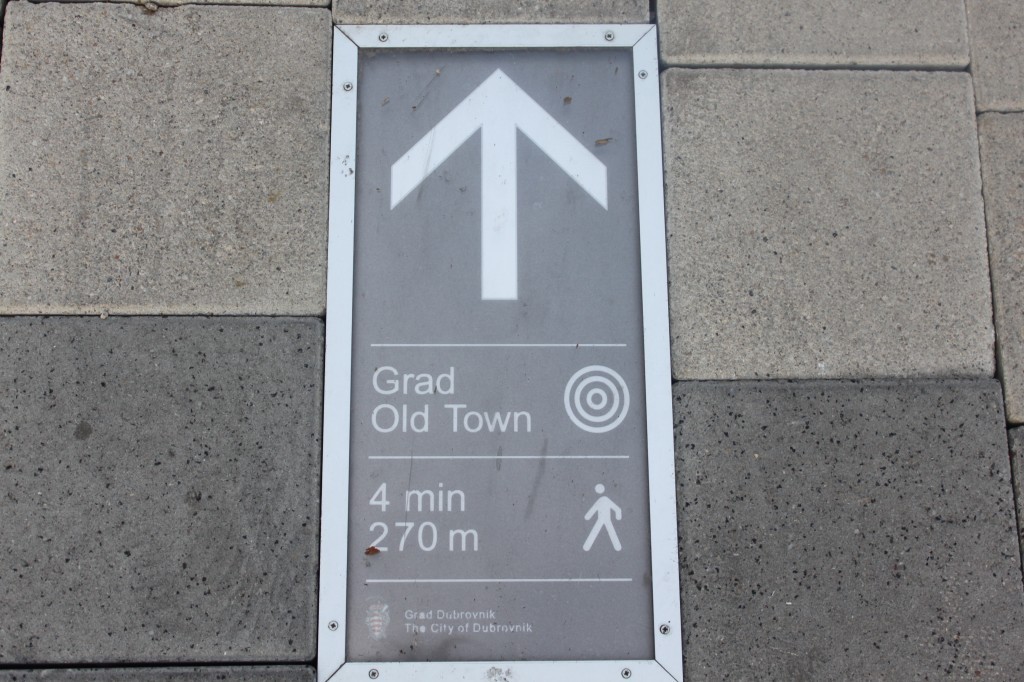 Grad
Old Town
4 min
270 m
Grad Dubrovnik
The City of Dubrovnik